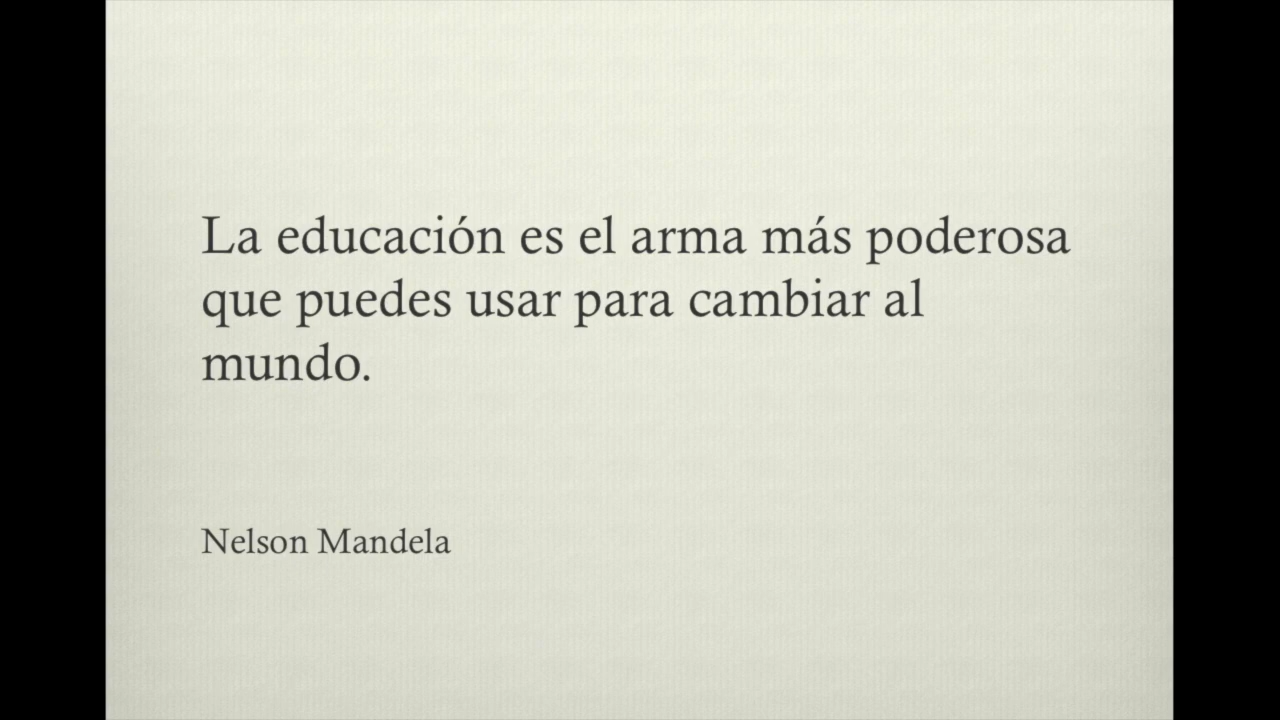 La educación es el arma más poderosa
que puedes usar para cambiar al
mundo.
Nelson Mandela